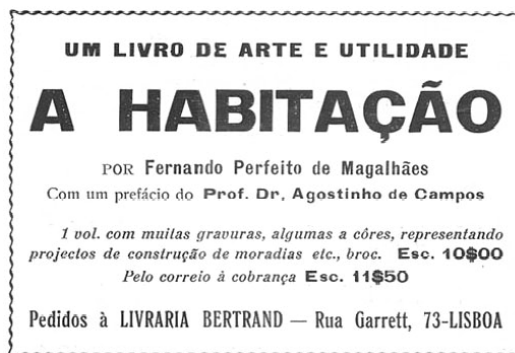 UM LIVRO DE ARTE E UTILIDADE
A HABITAÇÃO
POR Fernando Perfeito de Magalhães
Com um prefácio do Prof. Dr. Agostinho de Campos
1 vol. com muitas gravuras, algumas a côres, representando
projectos de construção de moradias etc., broc. Esc. 10$00
Pelo correio à cobrança Esc. 11$50
Pedidos à LIVRARIA BERTRAND — Rua Garrett, 73-LISBOA